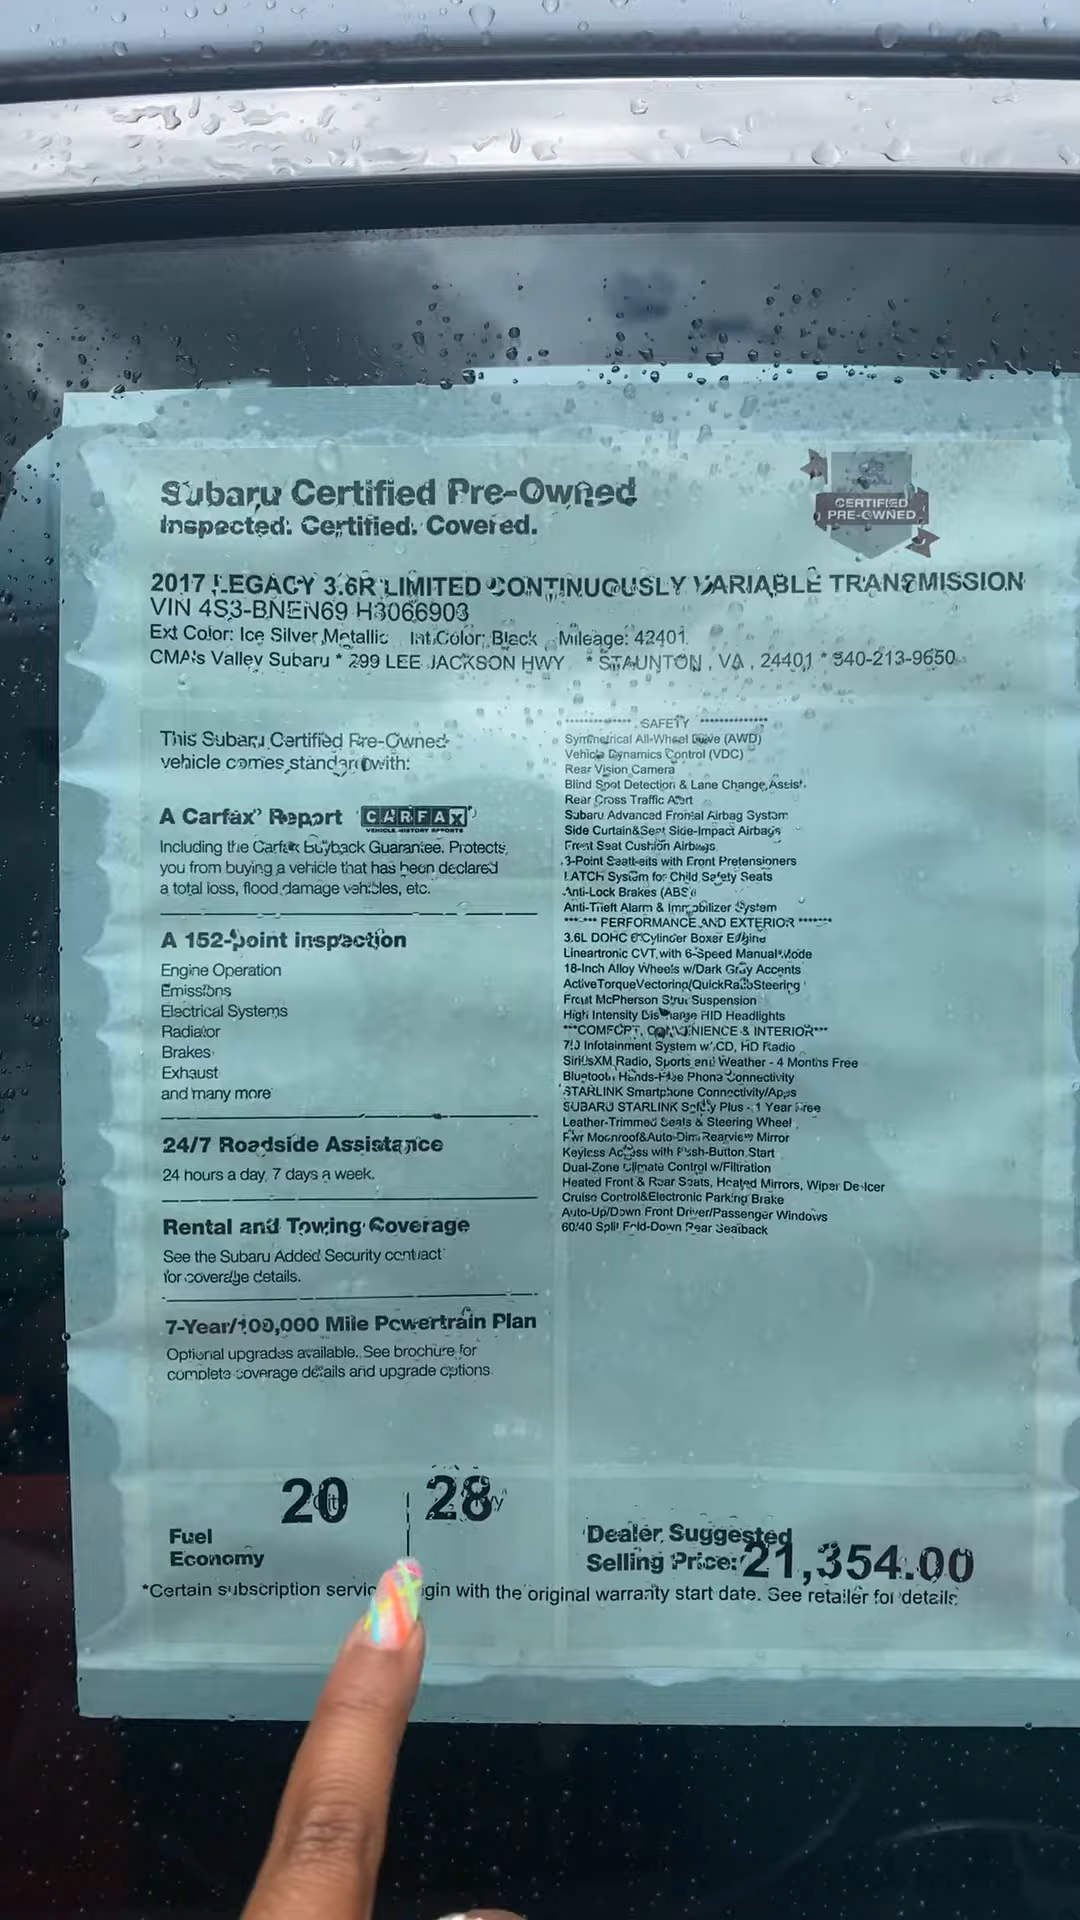 Subaru Certified Pre-Owned
Inspected. Certified. Covered.
CERTIFIED
PRE-OWNED
2017 LEGACY 3.6R LIMITED CONTINUOUSLY VARIABLE TRANSMISSION
VIN 4S3-BNEN69 H3066903
Ext Color: Ice Silver Metallic Int Color: Black Mileage: 42401
CMA's Valley Subaru * 299 LEE JACKSON HWY * STAUNTON , VA , 24401 * 540-213-9650
This Subaru Certified Pre-Owned
vehicle comes standard with:
A Carfax® Report CARFAX
VEHICLE HISTORY REPORTS
Including the Carfax Buyback Guarantee. Protects
you from buying a vehicle that has been declared
a total loss, flood damage vehicles, etc.
A 152-point inspection
Engine Operation
Emissions
Electrical Systems
Radiator
Brakes
Exhaust
and many more
24/7 Roadside Assistance
24 hours a day, 7 days a week.
Rental and Towing Coverage
See the Subaru Added Security contract
for coverage details.
7-Year/100,000 Mile Powertrain Plan
Optional upgrades available. See brochure for
complete coverage details and upgrade options.
************* SAFETY *************
Symmetrical All-Wheel Drive (AWD)
Vehicle Dynamics Control (VDC)
Rear Vision Camera
Blind Spot Detection & Lane Change Assist
Rear Cross Traffic Alert
Subaru Advanced Frontal Airbag System
Side Curtain&Seat Side-Impact Airbags
Front Seat Cushion Airbags
3-Point Seatbelts with Front Pretensioners
LATCH System for Child Safety Seats
Anti-Lock Brakes (ABS)
Anti-Theft Alarm & Immobilizer System
******* PERFORMANCE AND EXTERIOR *******
3.6L DOHC 6 Cylinder Boxer Engine
Lineartronic CVT with 6-Speed Manual Mode
18-Inch Alloy Wheels w/Dark Gray Accents
ActiveTorqueVectoring/QuickRatioSteering
Front McPherson Strut Suspension
High Intensity Discharge HID Headlights
***COMFORT, CONVENIENCE & INTERIOR***
7.0 Infotainment System w/CD, HD Radio
SiriusXM Radio, Sports and Weather - 4 Months Free
Bluetooth Hands-Free Phone Connectivity
STARLINK Smartphone Connectivity/Apps
SUBARU STARLINK Safety Plus - 1 Year Free
Leather-Trimmed Seats & Steering Wheel
Pwr Moonroof&Auto-Dim Rearview Mirror
Keyless Access with Push-Button Start
Dual-Zone Climate Control w/Filtration
Heated Front & Rear Seats, Heated Mirrors, Wiper De-Icer
Cruise Control&Electronic Parking Brake
Auto-Up/Down Front Driver/Passenger Windows
60/40 Split Fold-Down Rear Seatback
Fuel
Economy
20
28
Dealer Suggested
Selling Price: 21,354.00
*Certain subscription gin with the original warranty start date. See retailer for details.